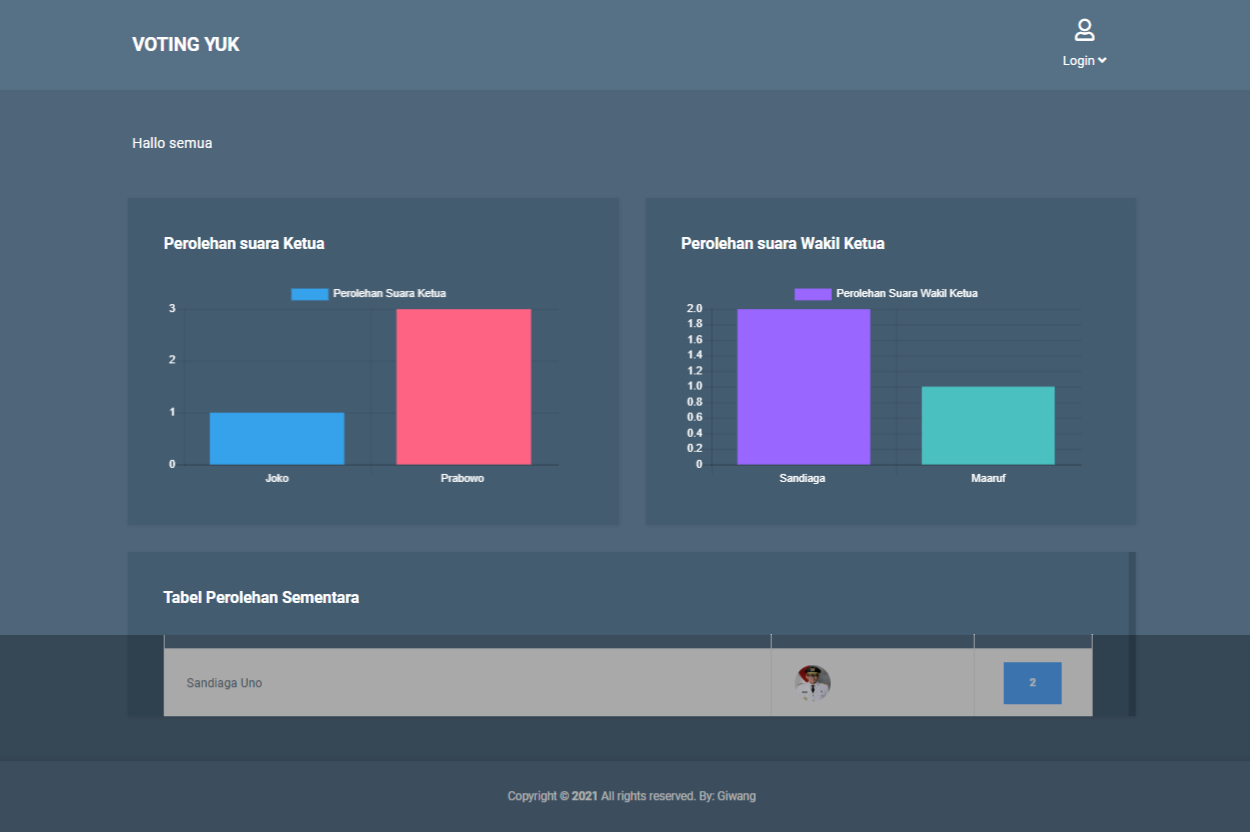 VOTING YUK
Login
Hallo semua
Perolehan suara Ketua
Perolehan Suara Ketua
3
2
1
0
Joko Prabowo
Perolehan suara Wakil Ketua
Perolehan Suara Wakil Ketua
2.0
1.8
1.6
1.4
1.2
1.0
0.8
0.6
0.4
0.2
0
Sandiaga Maaruf
Tabel Perolehan Sementara
Sandiaga Uno 2
Copyright © 2021 All rights reserved. By: Giwang